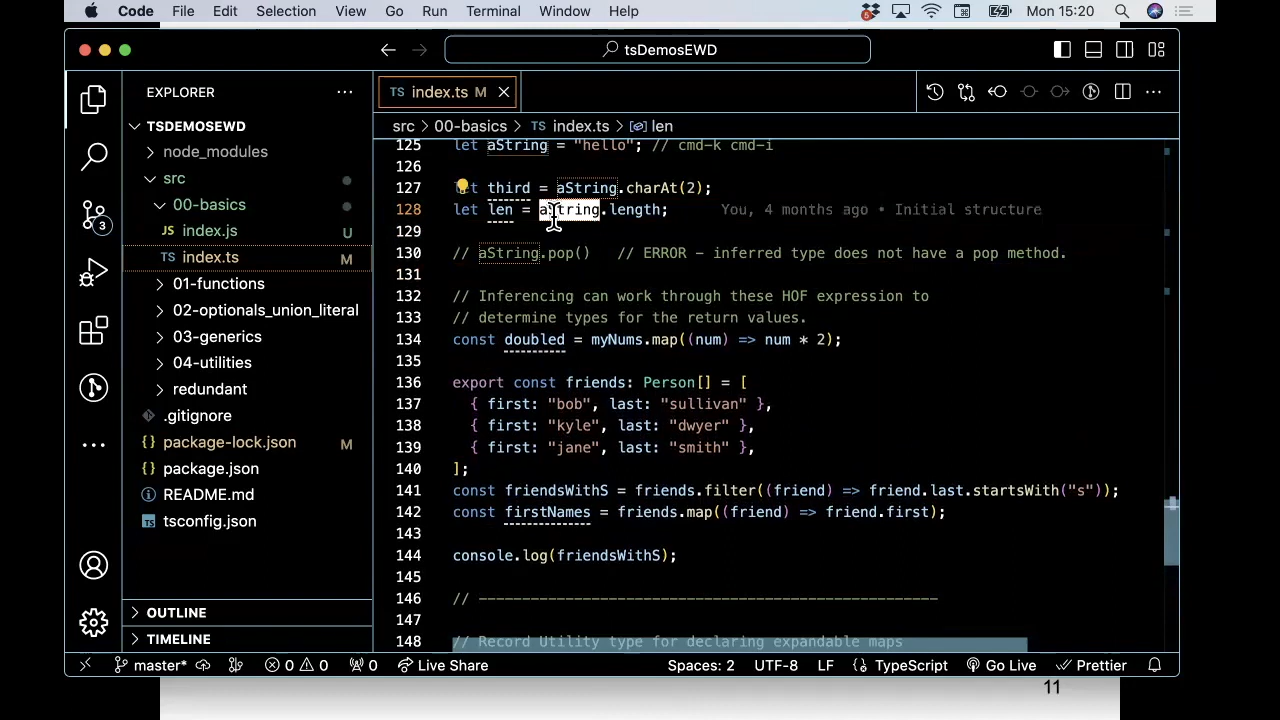 Code File Edit Selection View Go Run Terminal Window Help 5 Mon 15:20
tsDemosEWD
EXPLORER
TS index.ts M
TSDEMOSEWD
src > 00-basics > TS index.ts > len
node_modules
src
00-basics
JS index.js U
TS index.ts M
01-functions
02-optionals_union_literal
03-generics
04-utilities
redundant
.gitignore
{} package-lock.json M
{} package.json
README.md
TS tsconfig.json
OUTLINE
TIMELINE
3
125 let aString = "hello"; // cmd-k cmd-i
126
127 let third = aString.charAt(2);
128 let len = aString.length; You, 4 months ago • Initial structure
129
130 // aString.pop() // ERROR – inferred type does not have a pop method.
131
132 // Inferencing can work through these HOF expression to
133 // determine types for the return values.
134 const doubled = myNums.map((num) => num * 2);
135
136 export const friends: Person[] = [
137 { first: "bob", last: "sullivan" },
138 { first: "kyle", last: "dwyer" },
139 { first: "jane", last: "smith" },
140 ];
141 const friendsWithS = friends.filter((friend) => friend.last.startsWith("s"));
142 const firstNames = friends.map((friend) => friend.first);
143
144 console.log(friendsWithS);
145
146 // -----------------------------------------------------
147
148 // Record Utility type for declaring expandable maps
master* 0 0 0 Live Share Spaces: 2 UTF-8 LF {} TypeScript Go Live Prettier
11